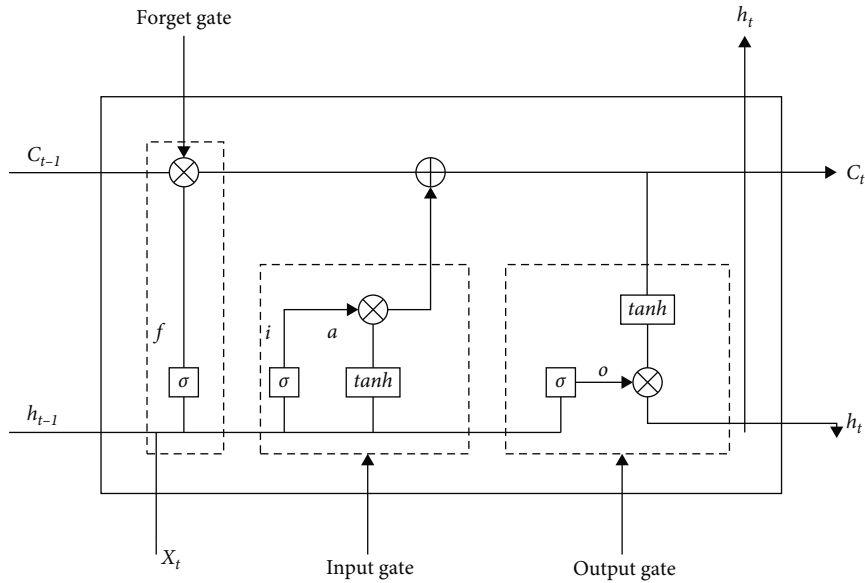 Forget gate
h_t
C_{t–1}
C_t
f
i
a
tanh
σ
σ
tanh
σ
o
h_{t–1}
h_t
X_t
Input gate
Output gate